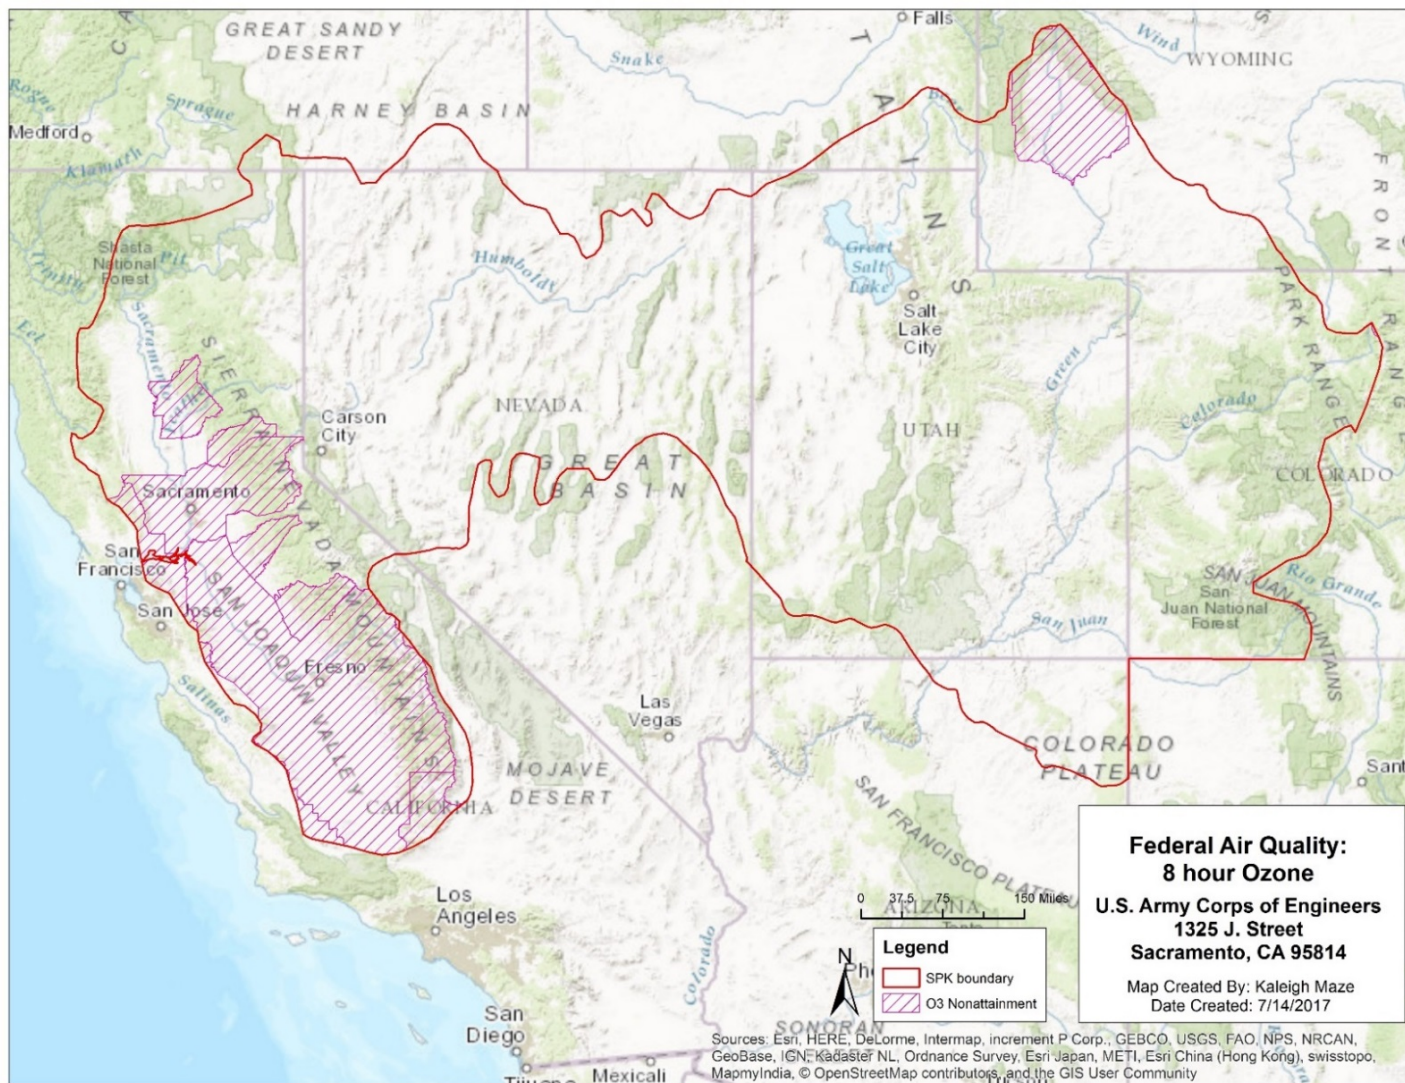 GREAT SANDY
DESERT
Falls
Snake
Wind
WYOMING
Rogue
Sprague
HARNEY BASIN
Medford
Klamath
T A I N S
FRONT RANGE
Shasta
National
Forest
Pit
Trinity
Humboldt
Great
Salt
Lake
PARK RANGE
Sacramento
Salt
Lake
City
Eel
SIERRA NEVADA MOUNTAINS
Green
Feather
NEVADA
Carson
City
Colorado
UTAH
GREAT
BASIN
COLORADO
Sacramento
San
Francisco
San Jose
SAN JOAQUIN VALLEY
SAN JUAN MOUNTAINS
Rio Grande
San
Juan National
Forest
San Juan
Fresno
Salinas
Las
Vegas
COLORADO
PLATEAU
MOJAVE
DESERT
Sant
CALIFORNIA
SAN FRANCISCO PLATEAU
Los
Angeles
0 37.5 75 150 Miles
ARIZONA
Colorado
Legend
SPK boundary
O3 Nonattainment
N
Pho
San
Diego
SONORAN
Tijuana
Mexicali
Federal Air Quality:
8 hour Ozone
U.S. Army Corps of Engineers
1325 J. Street
Sacramento, CA 95814
Map Created By: Kaleigh Maze
Date Created: 7/14/2017
Sources: Esri, HERE, DeLorme, Intermap, increment P Corp., GEBCO, USGS, FAO, NPS, NRCAN,
GeoBase, IGN, Kadaster NL, Ordnance Survey, Esri Japan, METI, Esri China (Hong Kong), swisstopo,
MapmyIndia, © OpenStreetMap contributors, and the GIS User Community